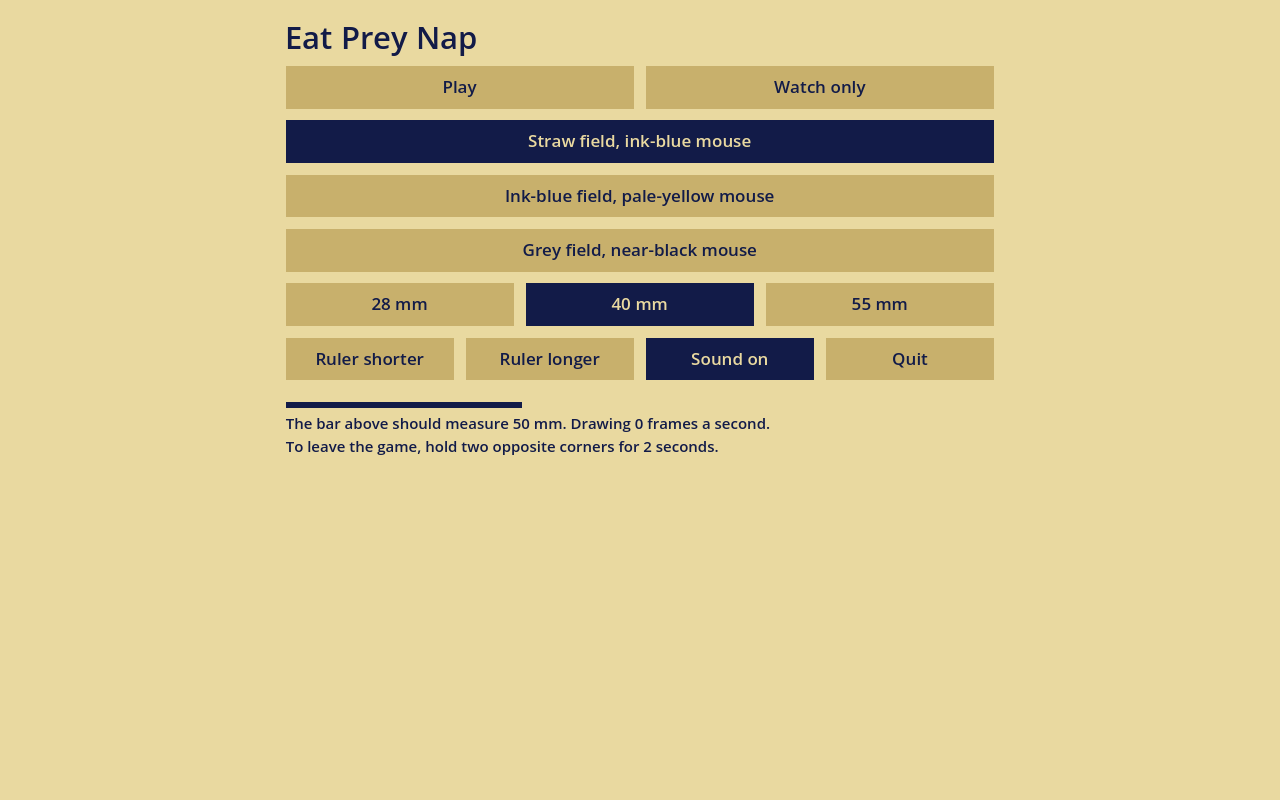 Eat Prey Nap
Play
Watch only
Straw field, ink-blue mouse
Ink-blue field, pale-yellow mouse
Grey field, near-black mouse
28 mm
40 mm
55 mm
Ruler shorter
Ruler longer
Sound on
Quit
The bar above should measure 50 mm. Drawing 0 frames a second.
To leave the game, hold two opposite corners for 2 seconds.